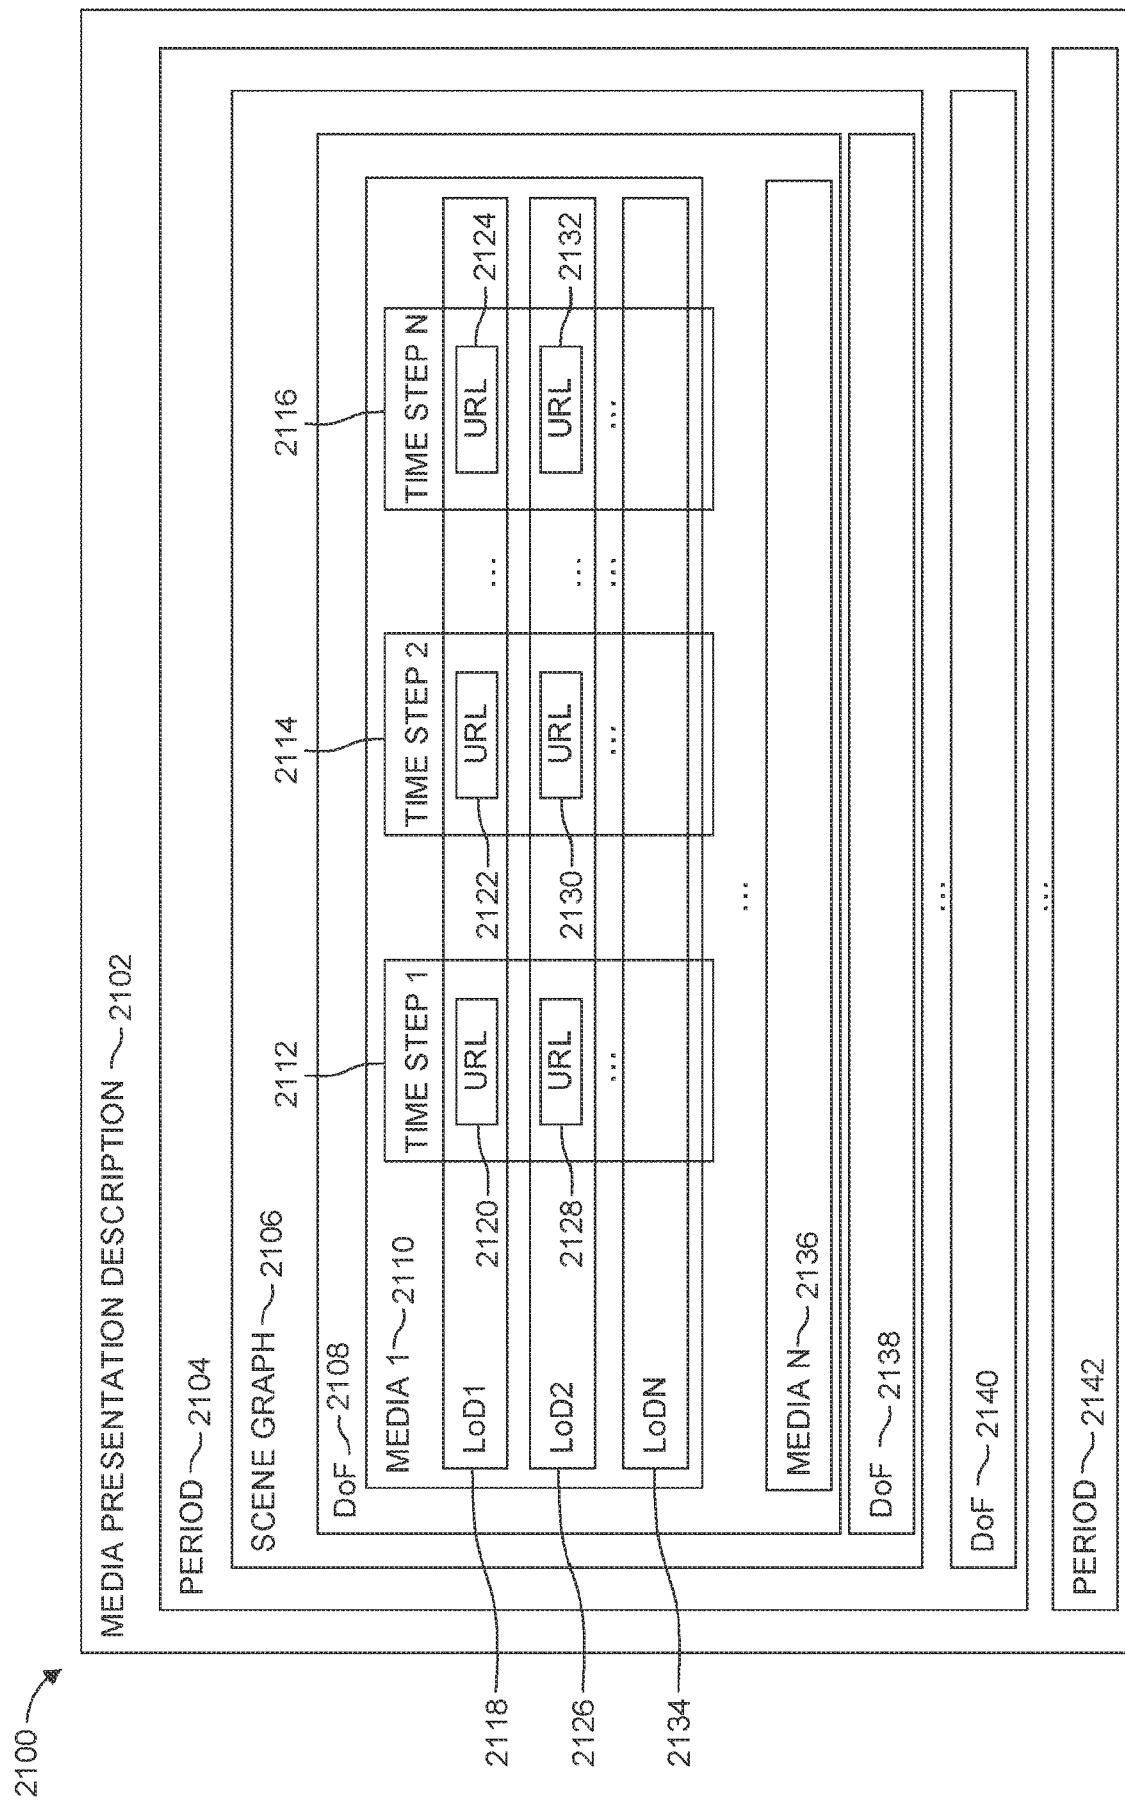 2100
MEDIA PRESENTATION DESCRIPTION 2102
PERIOD 2104
SCENE GRAPH 2106
2112
2114
2116
DoF 2108
MEDIA 1 2110
TIME STEP 1
TIME STEP 2
TIME STEP N
LoD1
2120
URL
2122
URL
...
URL
2124
LoD2
2128
URL
2130
URL
...
URL
2132
LoDN
...
...
...
...
2118
2126
2134
...
MEDIA N 2136
DoF 2138
...
DoF 2140
...
PERIOD 2142